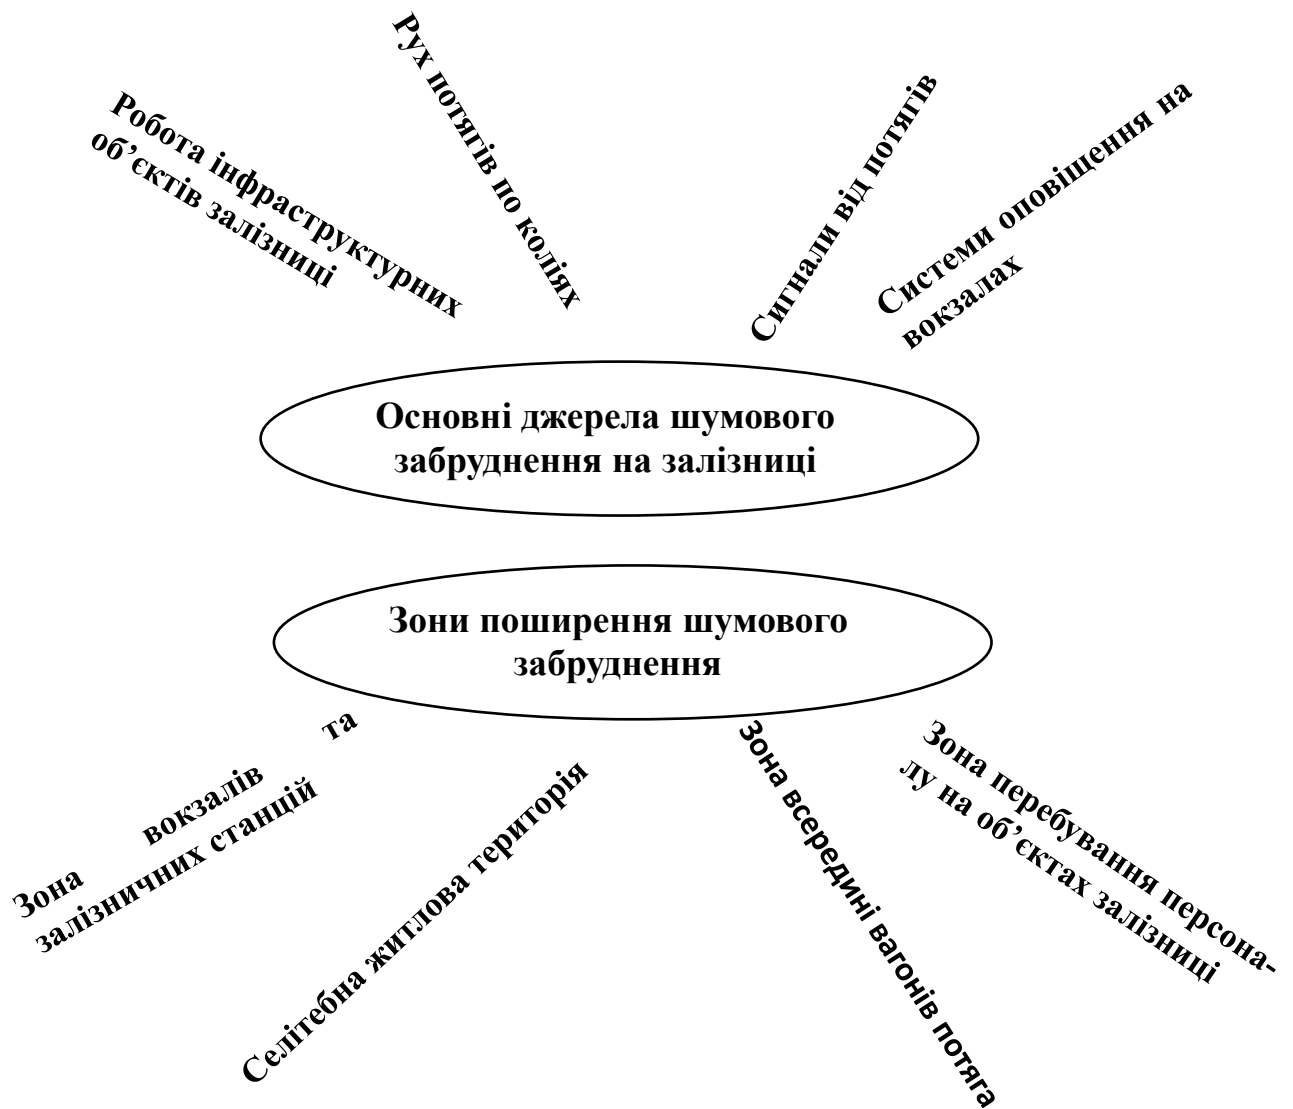 Робота інфраструктурних
об’єктів залізниці
Рух потягів по коліях
Сигнали від потягів
Системи оповіщення на
вокзалах
Основні джерела шумового
забруднення на залізниці
Зони поширення шумового
забруднення
Зона вокзалів та
залізничних станцій
Селітебна житлова територія
Зона всередині вагонів потяга
Зона перебування персона-
лу на об’єктах залізниці